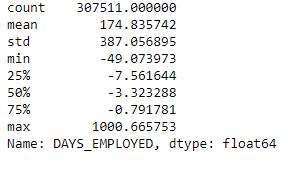 count    307511.000000
mean        174.835742
std         387.056895
min         -49.073973
25%          -7.561644
50%          -3.323288
75%          -0.791781
max        1000.665753
Name: DAYS_EMPLOYED, dtype: float64